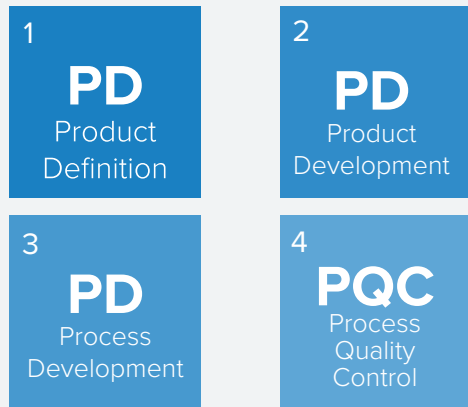 1
PD
Product
Definition
2
PD
Product
Development
3
PD
Process
Development
4
PQC
Process
Quality
Control